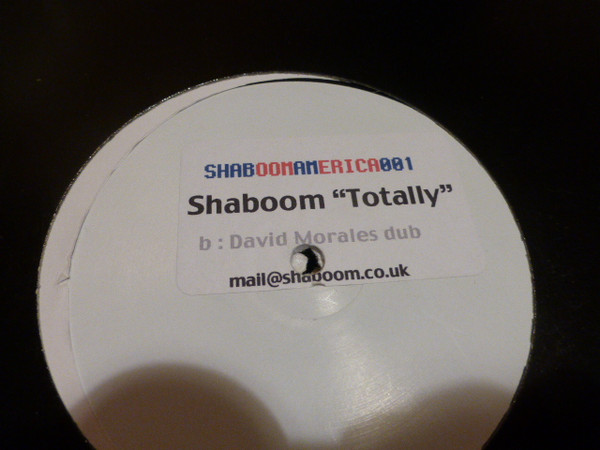 SHABOOMAMERICA001
Shaboom “Totally”
b : David Morales dub
mail@shaboom.co.uk